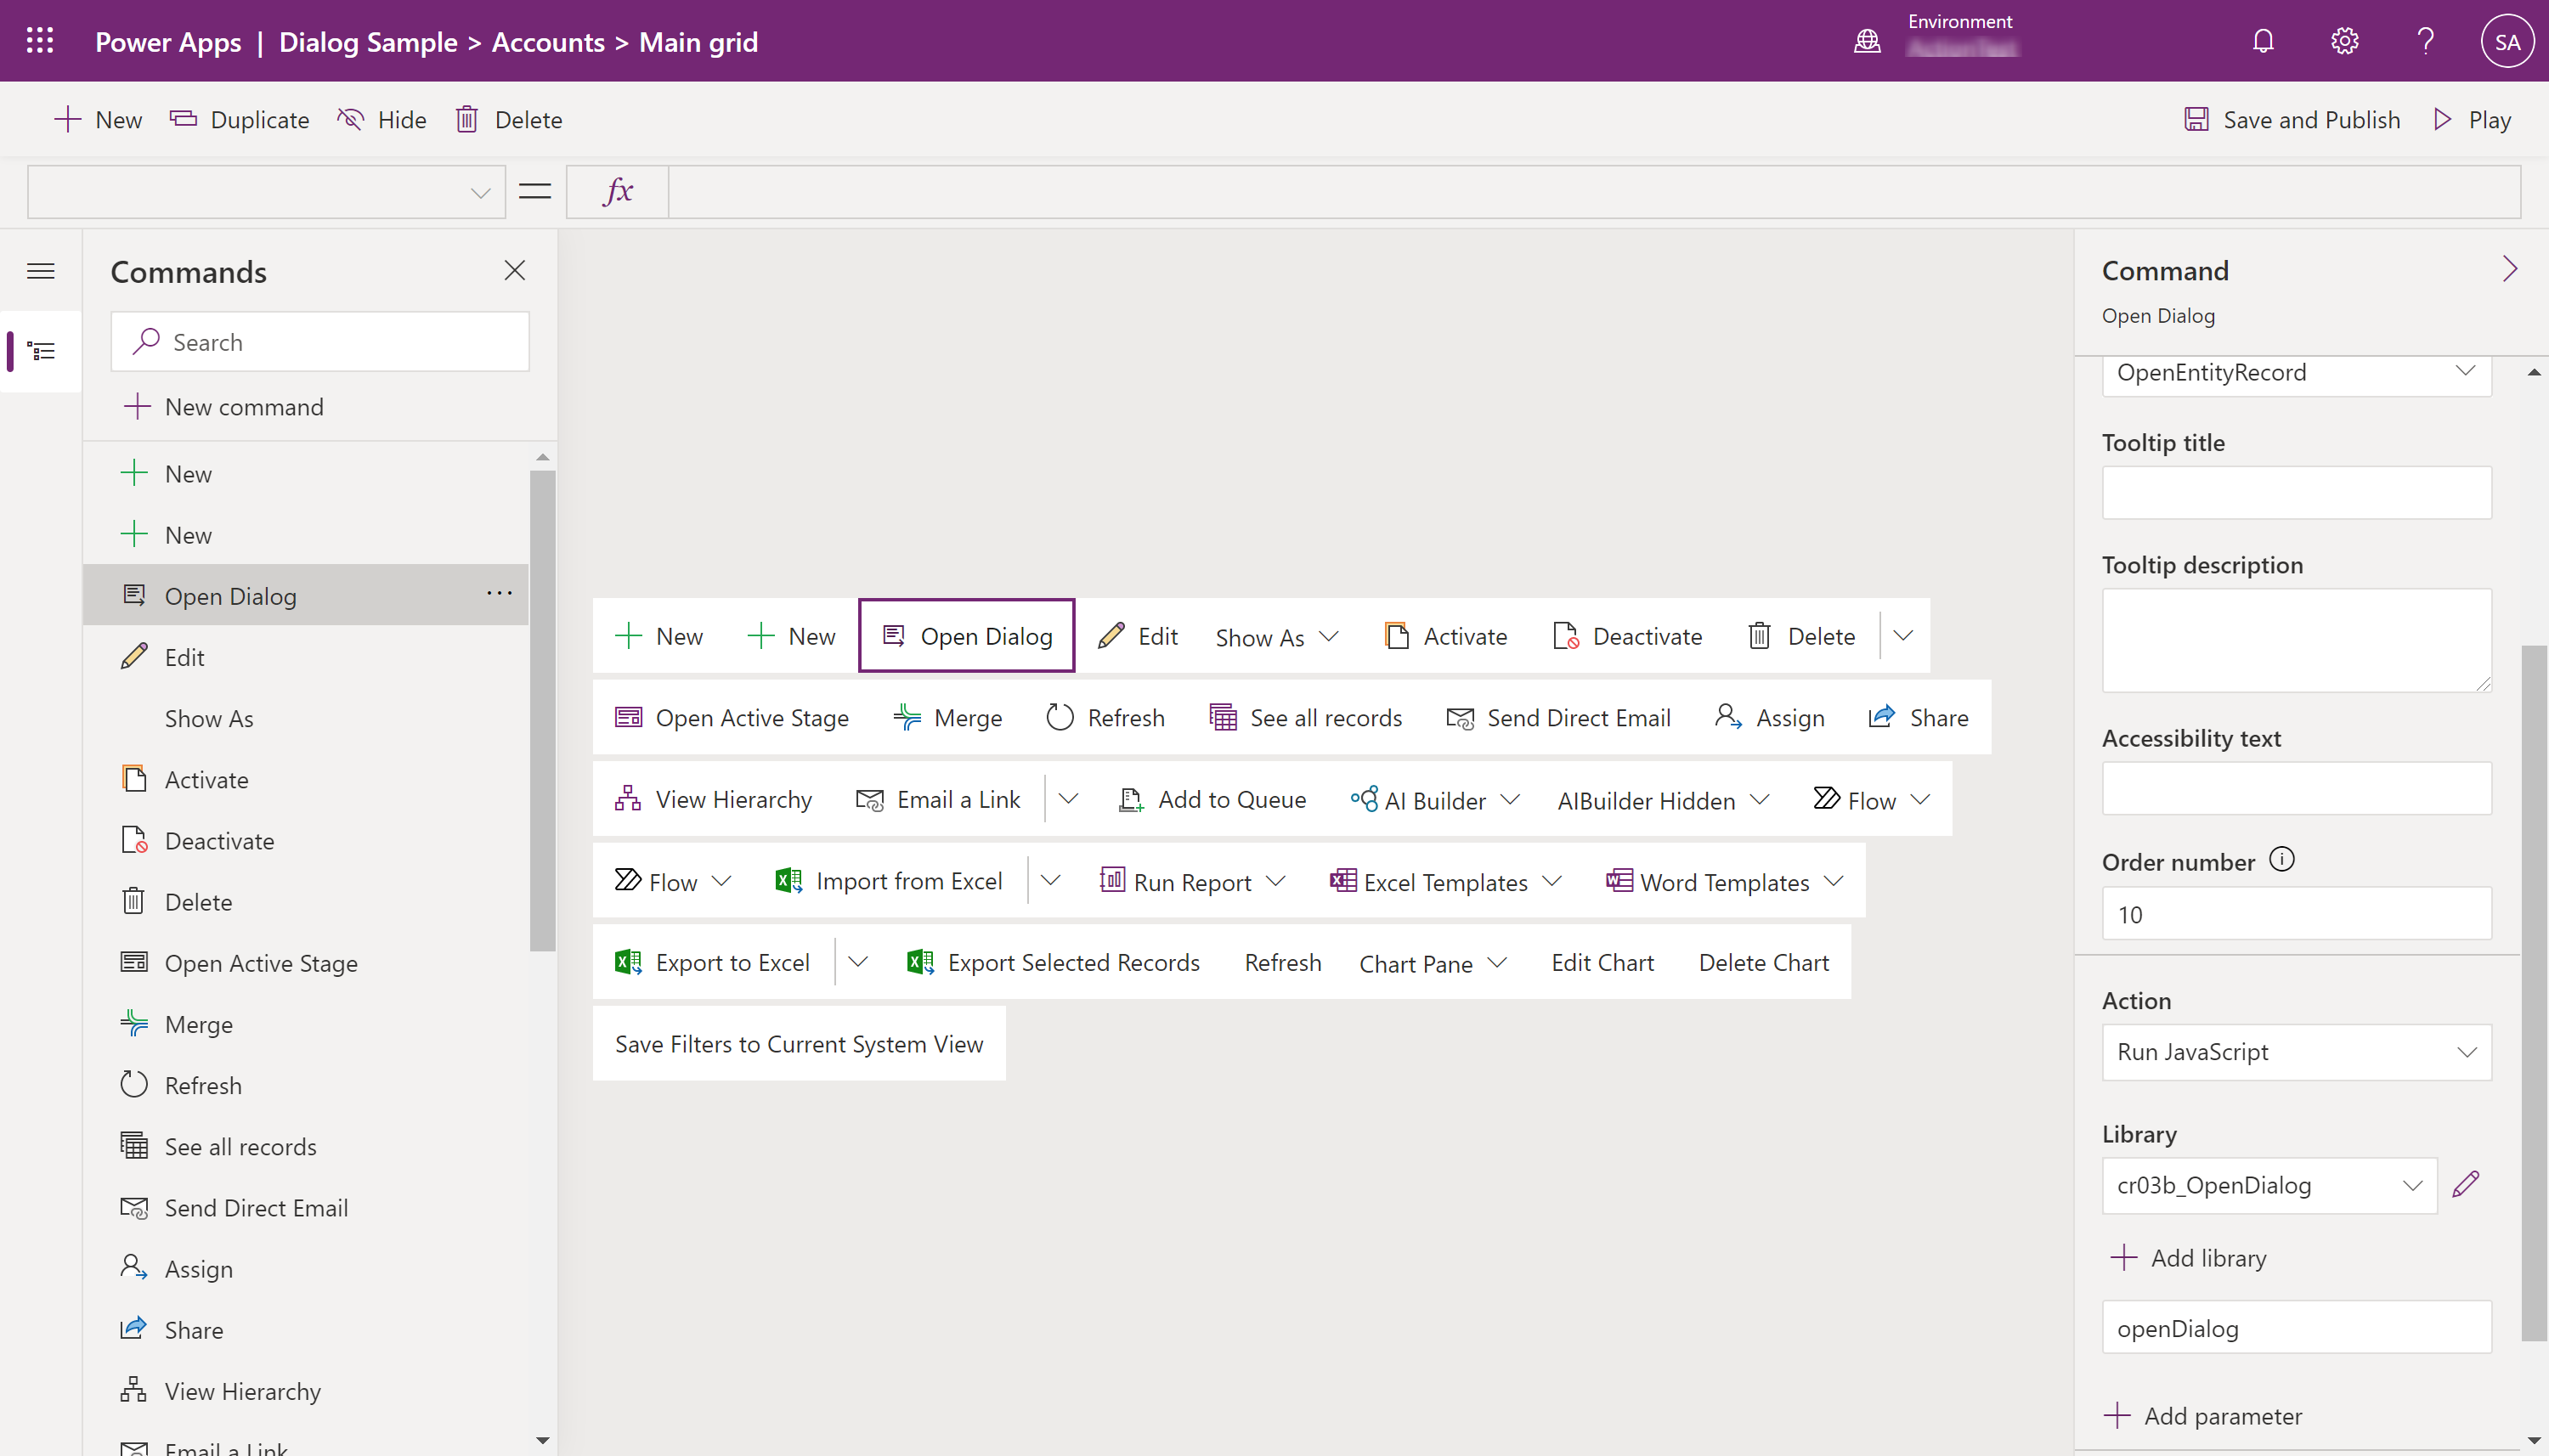 Power Apps | Dialog Sample > Accounts > Main grid
Environment
SA
New Duplicate Hide Delete
Save and Publish Play
fx
Commands
Search
New command
New
New
Open Dialog ...
Edit
Show As
Activate
Deactivate
Delete
Open Active Stage
Merge
Refresh
See all records
Send Direct Email
Assign
Share
View Hierarchy
Email a Link
New New Open Dialog Edit Show As Activate Deactivate Delete
Open Active Stage Merge Refresh See all records Send Direct Email Assign Share
View Hierarchy Email a Link Add to Queue AI Builder AIBuilder Hidden Flow
Flow Import from Excel Run Report Excel Templates Word Templates
Export to Excel Export Selected Records Refresh Chart Pane Edit Chart Delete Chart
Save Filters to Current System View
Command
Open Dialog
OpenEntityRecord
Tooltip title
Tooltip description
Accessibility text
Order number
10
Action
Run JavaScript
Library
cr03b_OpenDialog
Add library
openDialog
Add parameter